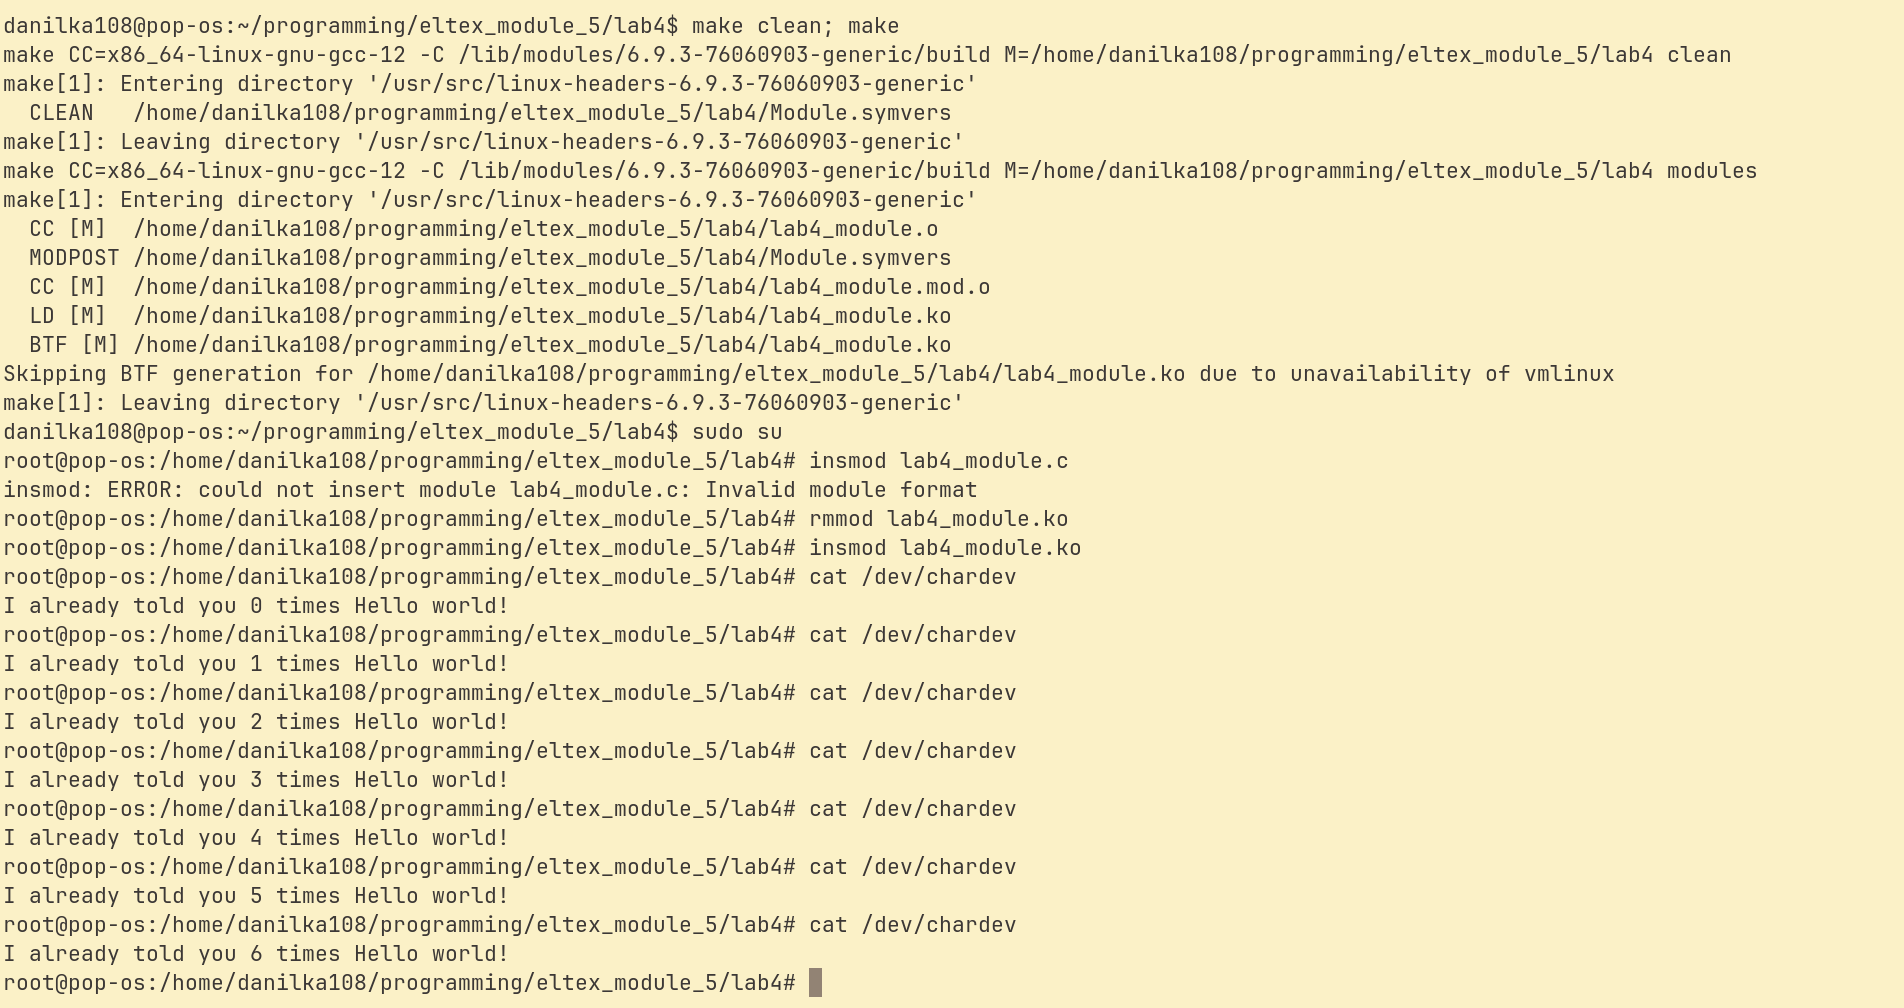 danilka108@pop-os:~/programming/eltex_module_5/lab4$ make clean; make
make CC=x86_64-linux-gnu-gcc-12 -C /lib/modules/6.9.3-76060903-generic/build M=/home/danilka108/programming/eltex_module_5/lab4 clean
make[1]: Entering directory '/usr/src/linux-headers-6.9.3-76060903-generic'
  CLEAN   /home/danilka108/programming/eltex_module_5/lab4/Module.symvers
make[1]: Leaving directory '/usr/src/linux-headers-6.9.3-76060903-generic'
make CC=x86_64-linux-gnu-gcc-12 -C /lib/modules/6.9.3-76060903-generic/build M=/home/danilka108/programming/eltex_module_5/lab4 modules
make[1]: Entering directory '/usr/src/linux-headers-6.9.3-76060903-generic'
  CC [M]  /home/danilka108/programming/eltex_module_5/lab4/lab4_module.o
  MODPOST /home/danilka108/programming/eltex_module_5/lab4/Module.symvers
  CC [M]  /home/danilka108/programming/eltex_module_5/lab4/lab4_module.mod.o
  LD [M]  /home/danilka108/programming/eltex_module_5/lab4/lab4_module.ko
  BTF [M] /home/danilka108/programming/eltex_module_5/lab4/lab4_module.ko
Skipping BTF generation for /home/danilka108/programming/eltex_module_5/lab4/lab4_module.ko due to unavailability of vmlinux
make[1]: Leaving directory '/usr/src/linux-headers-6.9.3-76060903-generic'
danilka108@pop-os:~/programming/eltex_module_5/lab4$ sudo su
root@pop-os:/home/danilka108/programming/eltex_module_5/lab4# insmod lab4_module.c
insmod: ERROR: could not insert module lab4_module.c: Invalid module format
root@pop-os:/home/danilka108/programming/eltex_module_5/lab4# rmmod lab4_module.ko
root@pop-os:/home/danilka108/programming/eltex_module_5/lab4# insmod lab4_module.ko
root@pop-os:/home/danilka108/programming/eltex_module_5/lab4# cat /dev/chardev
I already told you 0 times Hello world!
root@pop-os:/home/danilka108/programming/eltex_module_5/lab4# cat /dev/chardev
I already told you 1 times Hello world!
root@pop-os:/home/danilka108/programming/eltex_module_5/lab4# cat /dev/chardev
I already told you 2 times Hello world!
root@pop-os:/home/danilka108/programming/eltex_module_5/lab4# cat /dev/chardev
I already told you 3 times Hello world!
root@pop-os:/home/danilka108/programming/eltex_module_5/lab4# cat /dev/chardev
I already told you 4 times Hello world!
root@pop-os:/home/danilka108/programming/eltex_module_5/lab4# cat /dev/chardev
I already told you 5 times Hello world!
root@pop-os:/home/danilka108/programming/eltex_module_5/lab4# cat /dev/chardev
I already told you 6 times Hello world!
root@pop-os:/home/danilka108/programming/eltex_module_5/lab4#